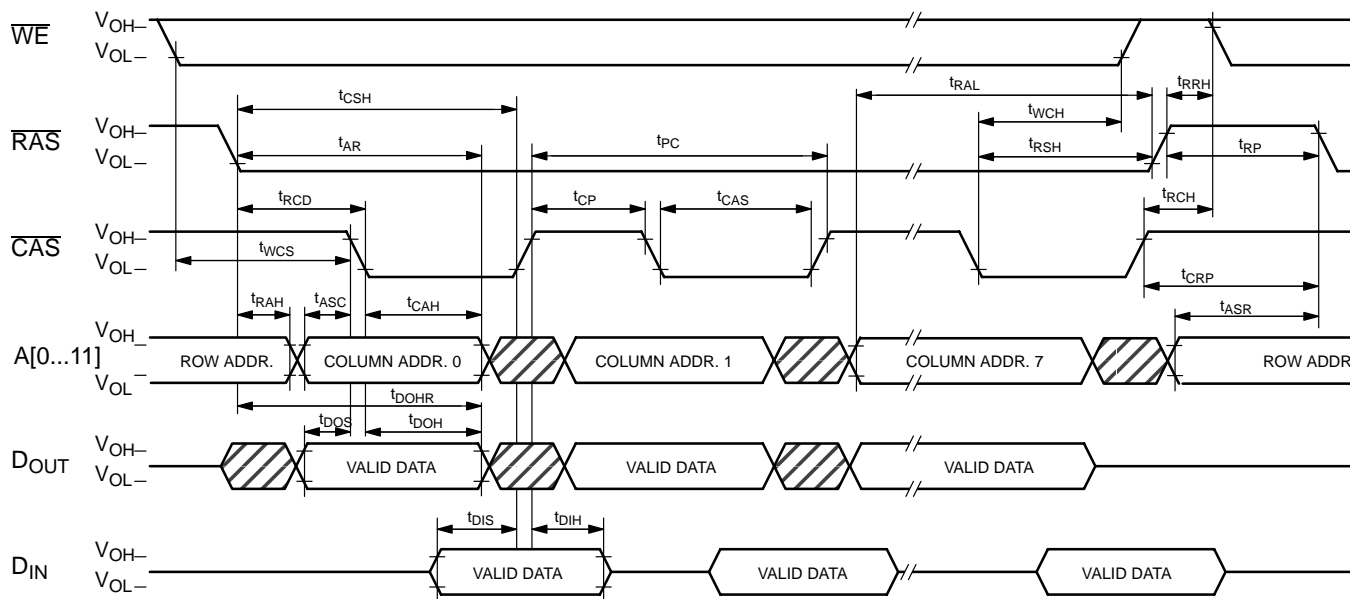 WE VOH VOL
tCSH tRAL tRRH tWCH
RAS VOH VOL
tAR tPC tRSH tRP
tRCD tCP tCAS tRCH
CAS VOH VOL
tWCS tCRP
tRAH tASC tCAH tASR
A[0...11] VOH VOL
ROW ADDR. COLUMN ADDR. 0 COLUMN ADDR. 1 COLUMN ADDR. 7 ROW ADDR
tDOHR
tDOS tDOH
DOUT VOH VOL
VALID DATA VALID DATA VALID DATA
tDIS tDIH
DIN VOH VOL
VALID DATA VALID DATA VALID DATA